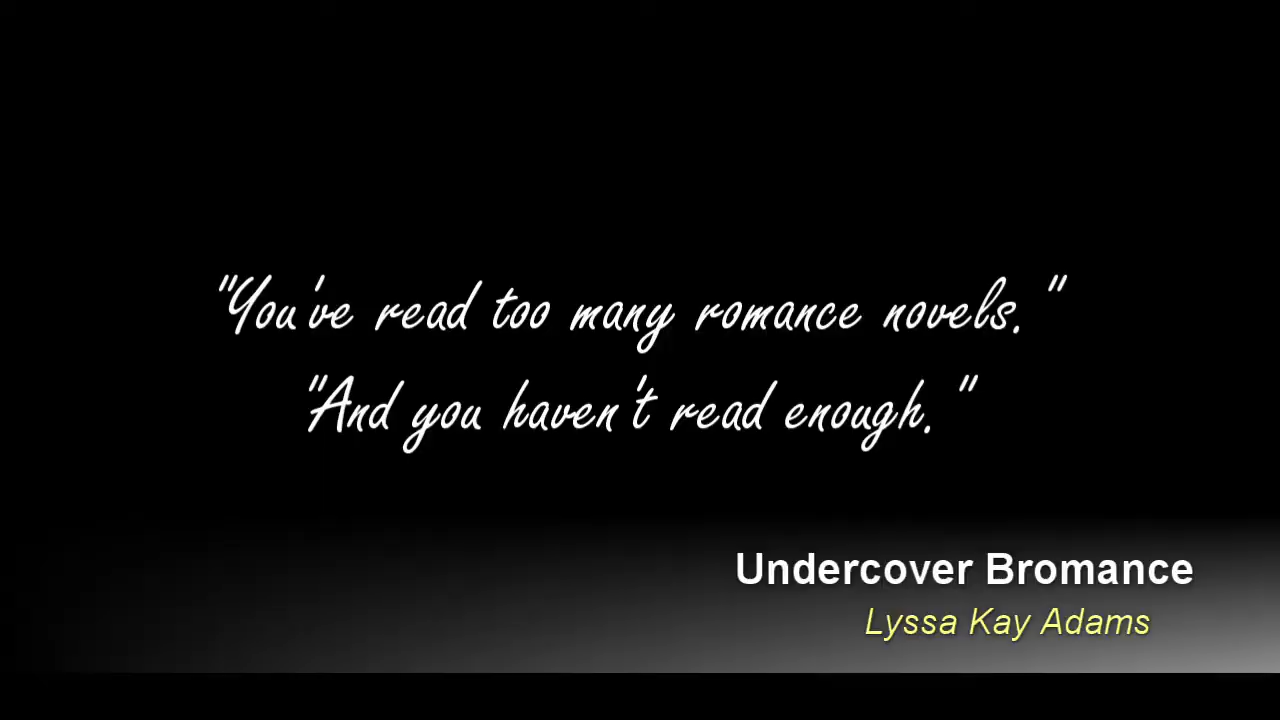 "You've read too many romance novels."
"And you haven't read enough."
Undercover Bromance
Lyssa Kay Adams